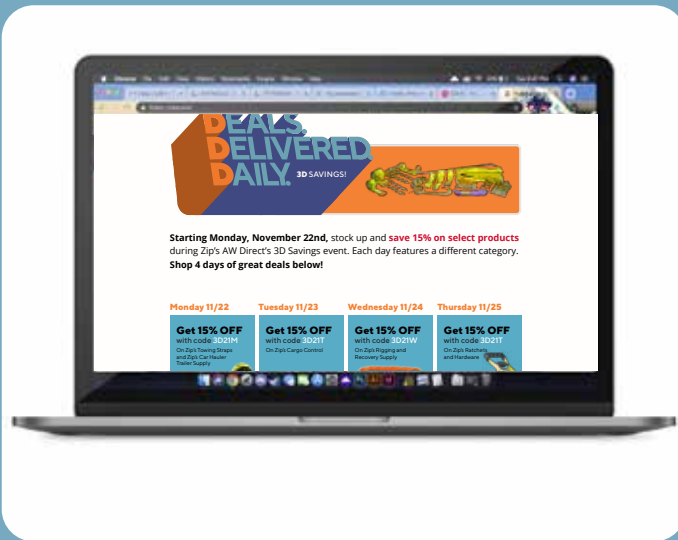 DEALS.
DELIVERED.
DAILY.
3D SAVINGS!
Starting Monday, November 22nd, stock up and save 15% on select products
during Zip's AW Direct's 3D Savings event. Each day features a different category.
Shop 4 days of great deals below!
Monday 11/22
Get 15% OFF
with code 3D21M
On Zip's Towing Straps
and Zip's Car Hauler
Trailer Supply
Tuesday 11/23
Get 15% OFF
with code 3D21T
On Zip's Cargo Control
Wednesday 11/24
Get 15% OFF
with code 3D21W
On Zip's Rigging and
Recovery Supply
Thursday 11/25
Get 15% OFF
with code 3D21T
On Zip's Ratchets
and Hardware